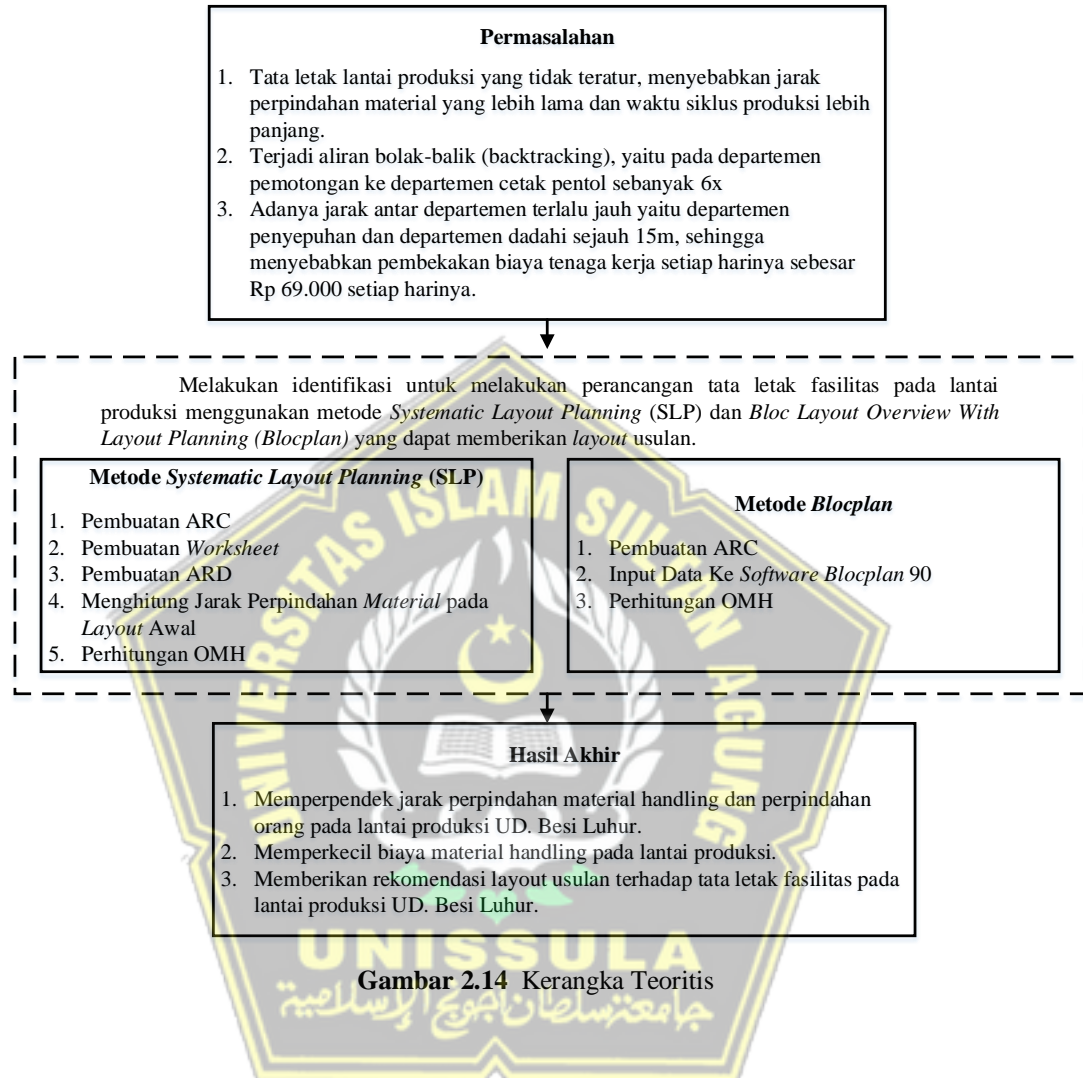 Permasalahan
1. Tata letak lantai produksi yang tidak teratur, menyebabkan jarak
perpindahan material yang lebih lama dan waktu siklus produksi lebih
panjang.
2. Terjadi aliran bolak-balik (backtracking), yaitu pada departemen
pemotongan ke departemen cetak pentol sebanyak 6x
3. Adanya jarak antar departemen terlalu jauh yaitu departemen
penyepuhan dan departemen dadahi sejauh 15m, sehingga
menyebabkan pembekakan biaya tenaga kerja setiap harinya sebesar
Rp 69.000 setiap harinya.
Melakukan identifikasi untuk melakukan perancangan tata letak fasilitas pada lantai
produksi menggunakan metode Systematic Layout Planning (SLP) dan Bloc Layout Overview With
Layout Planning (Blocplan) yang dapat memberikan layout usulan.
Metode Systematic Layout Planning (SLP)
1. Pembuatan ARC
2. Pembuatan Worksheet
3. Pembuatan ARD
4. Menghitung Jarak Perpindahan Material pada
Layout Awal
5. Perhitungan OMH
Metode Blocplan
1. Pembuatan ARC
2. Input Data Ke Software Blocplan 90
3. Perhitungan OMH
Hasil Akhir
1. Memperpendek jarak perpindahan material handling dan perpindahan
orang pada lantai produksi UD. Besi Luhur.
2. Memperkecil biaya material handling pada lantai produksi.
3. Memberikan rekomendasi layout usulan terhadap tata letak fasilitas pada
lantai produksi UD. Besi Luhur.
Gambar 2.14 Kerangka Teoritis
UNIVERSITAS ISLAM SULTAN AGUNG
UNISSULA
جامعتنسلطان أجونج الإسلامية